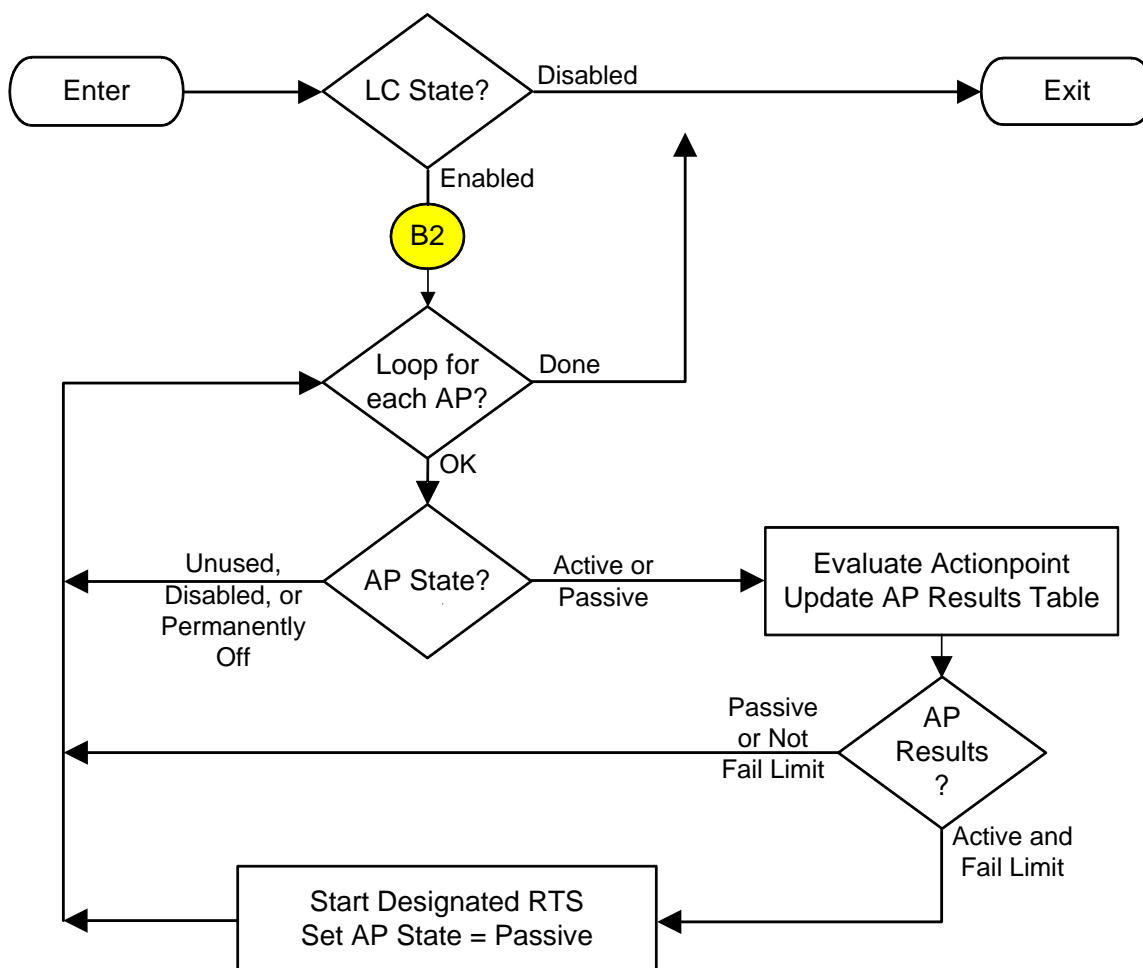 Enter
LC State?
Disabled
Exit
Enabled
B2
Loop for
each AP?
Done
OK
Unused,
Disabled, or
Permanently
Off
AP State?
Active or
Passive
Evaluate Actionpoint
Update AP Results Table
Passive
or Not
Fail Limit
AP
Results
?
Active and
Fail Limit
Start Designated RTS
Set AP State = Passive